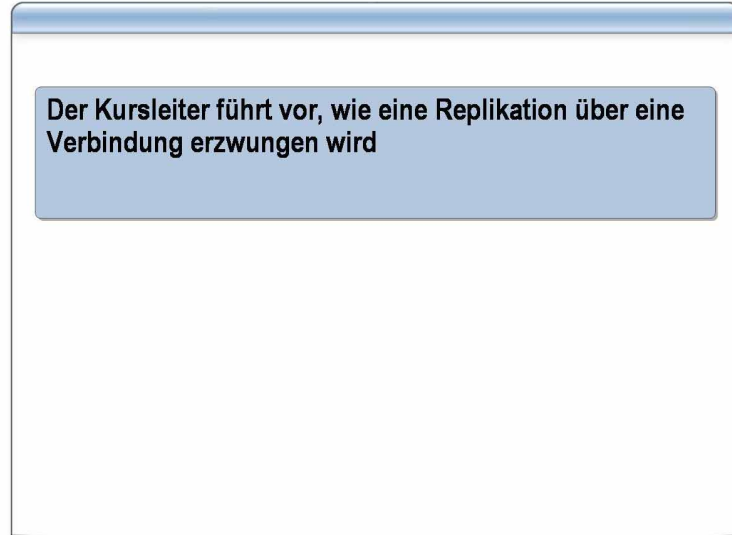 Der Kursleiter führt vor, wie eine Replikation über eine
Verbindung erzwungen wird